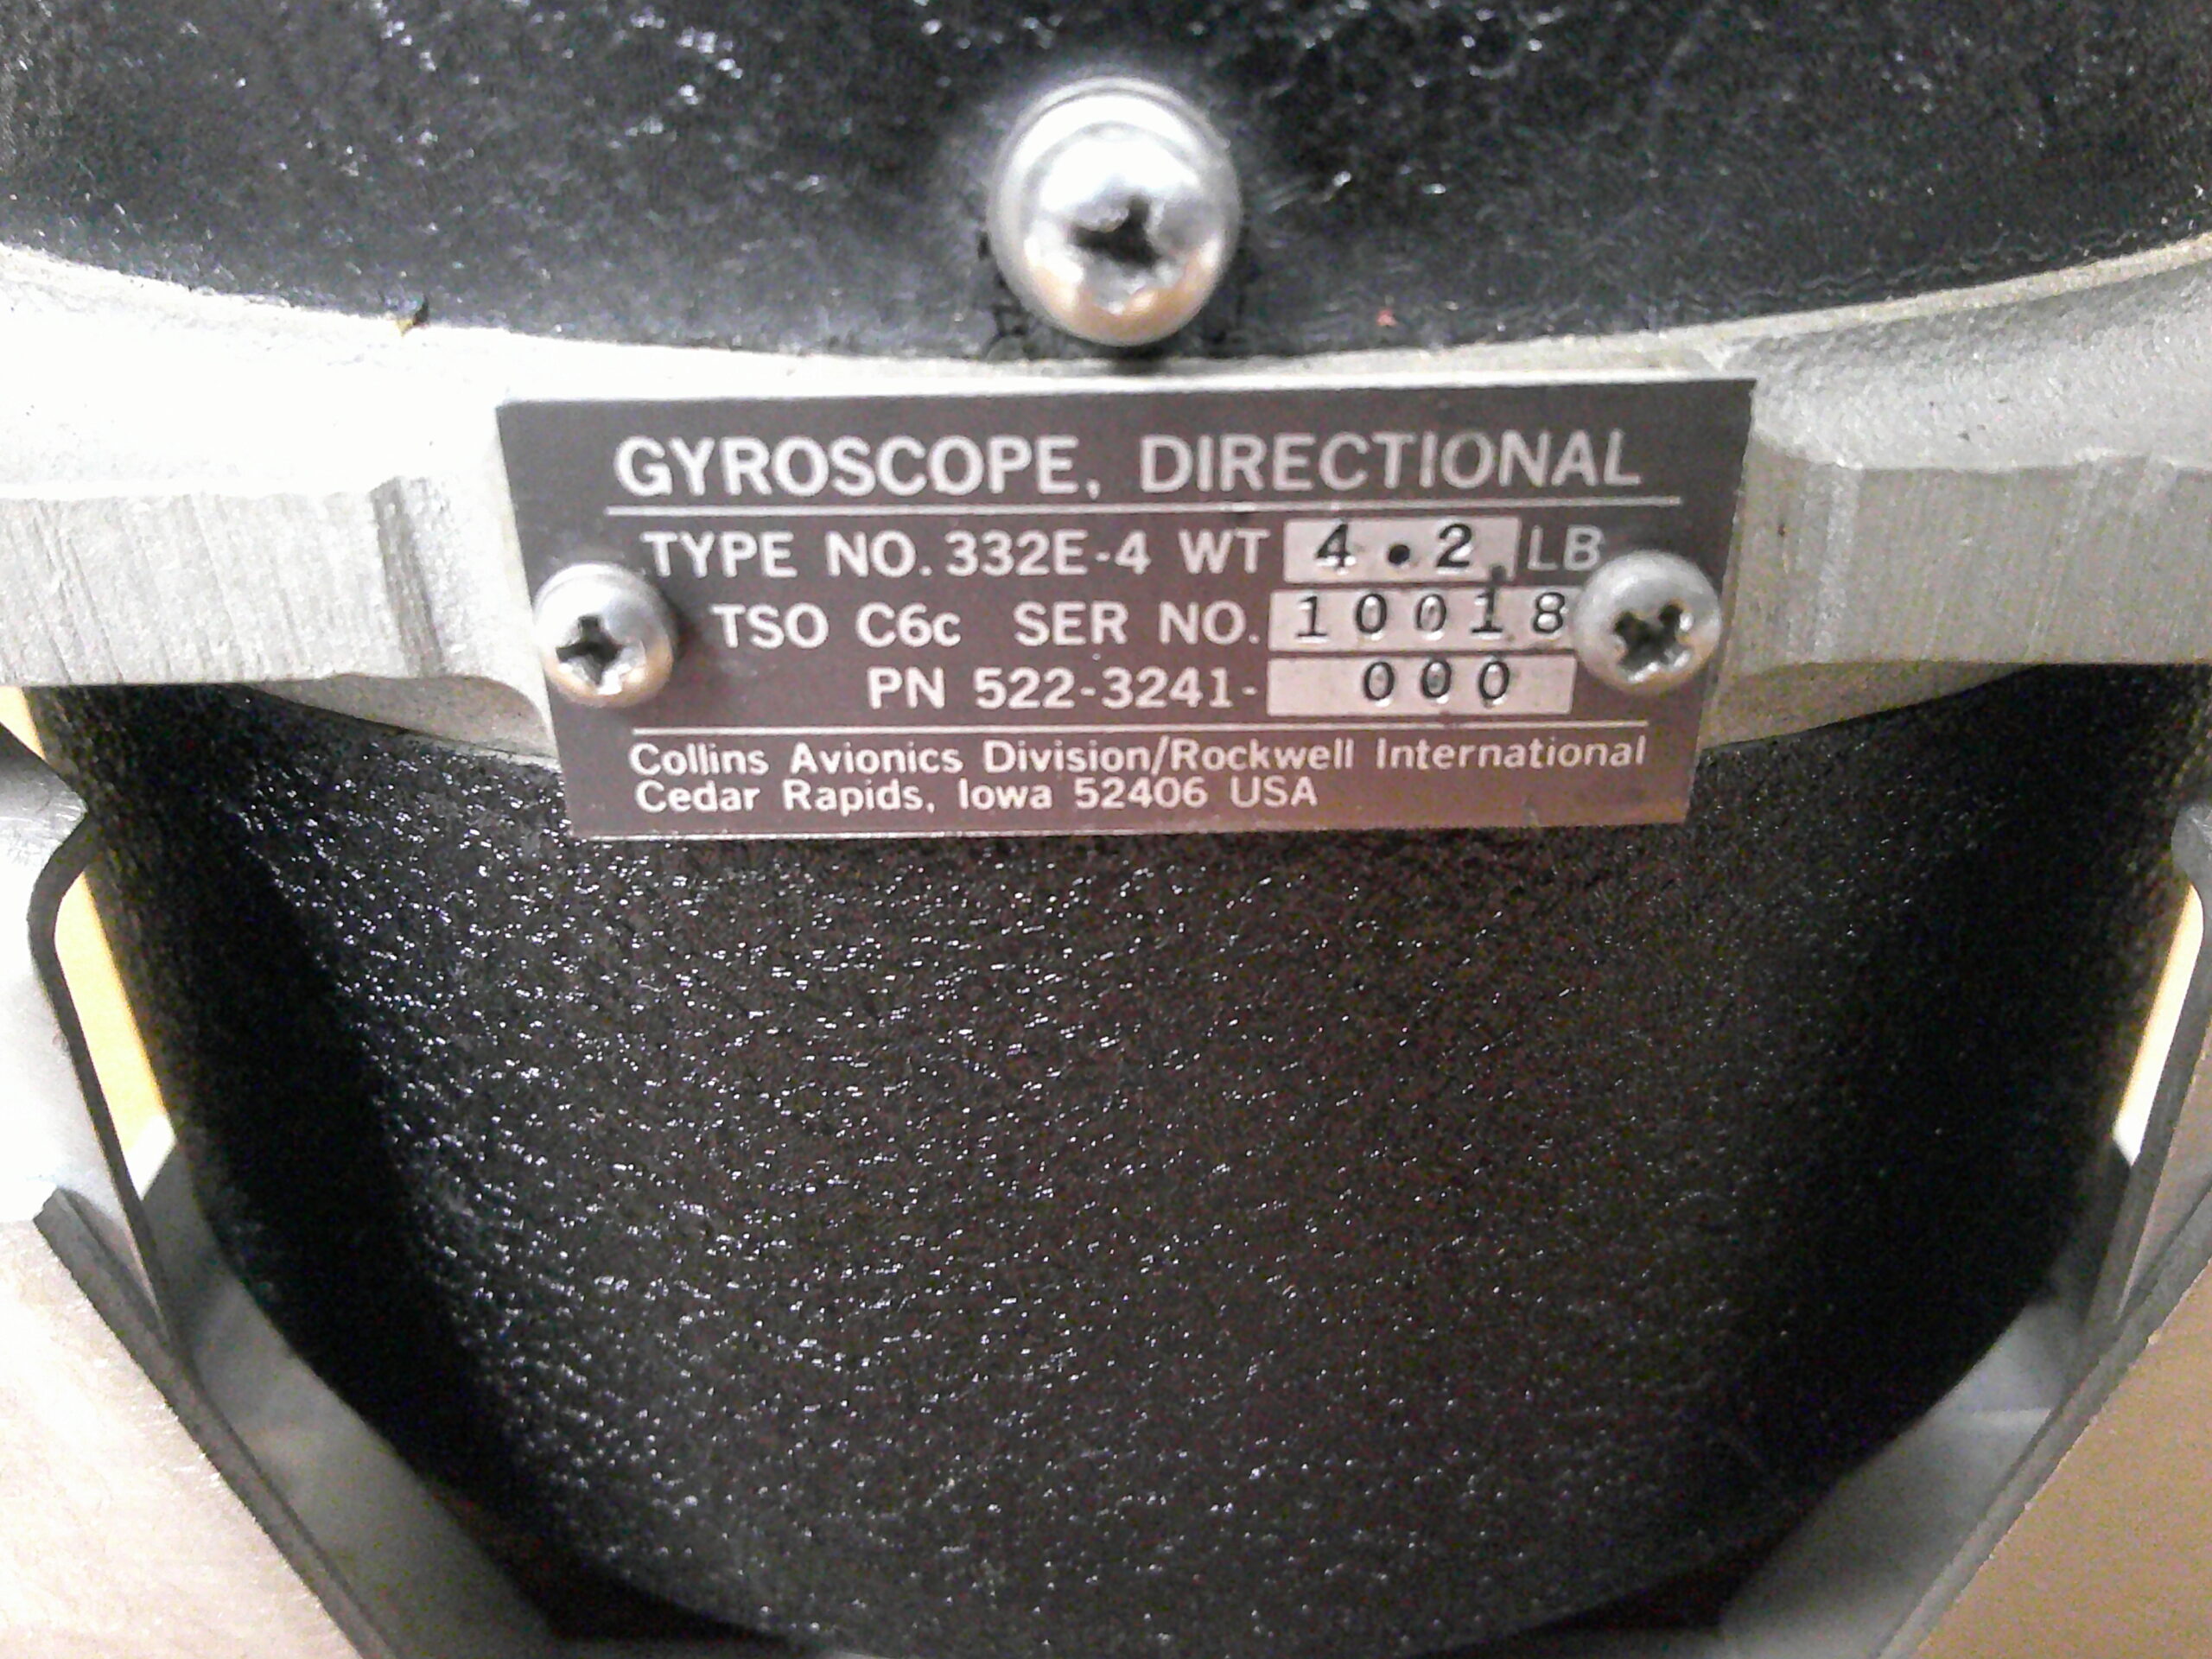 GYROSCOPE, DIRECTIONAL
TYPE NO. 332E-4 WT 4.2 LB
TSO C6c SER NO. 10018
PN 522-3241- 000
Collins Avionics Division/Rockwell International
Cedar Rapids, Iowa 52406 USA